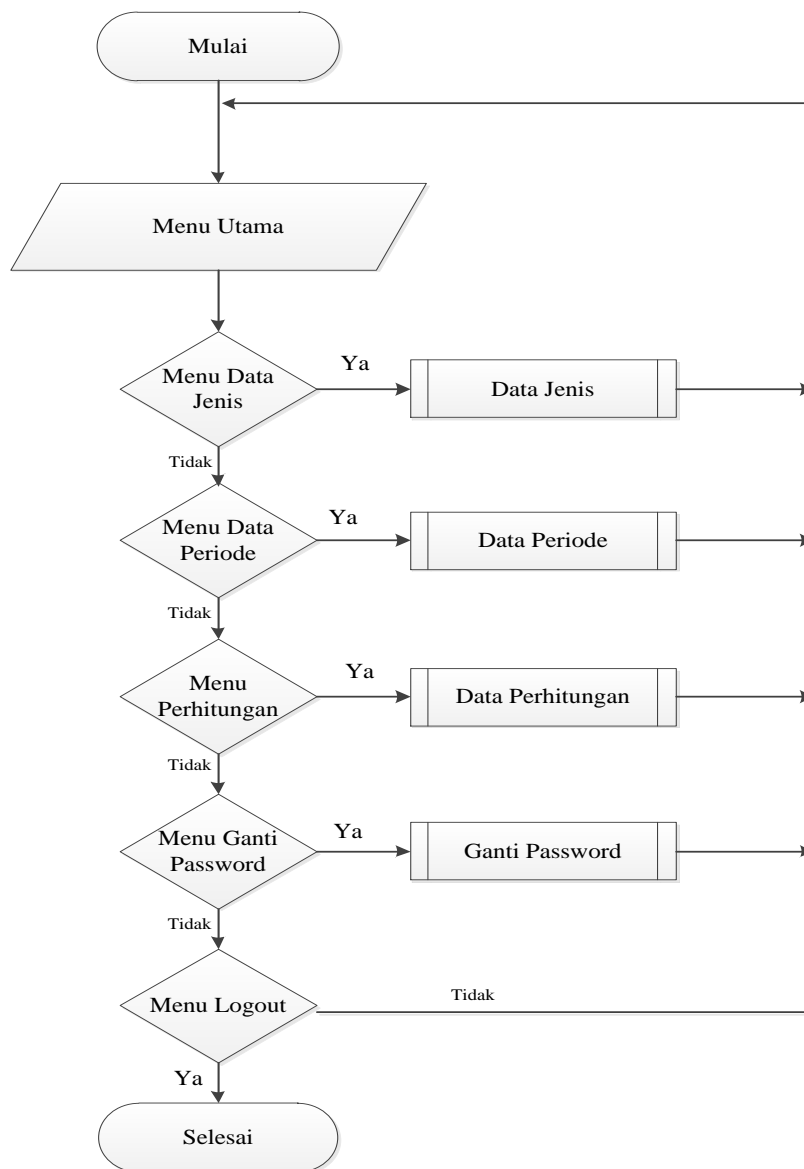 Mulai
Menu Utama
Menu Data
Jenis
Ya
Data Jenis
Tidak
Menu Data
Periode
Ya
Data Periode
Tidak
Menu
Perhitungan
Ya
Data Perhitungan
Tidak
Menu Ganti
Password
Ya
Ganti Password
Tidak
Menu Logout
Tidak
Ya
Selesai